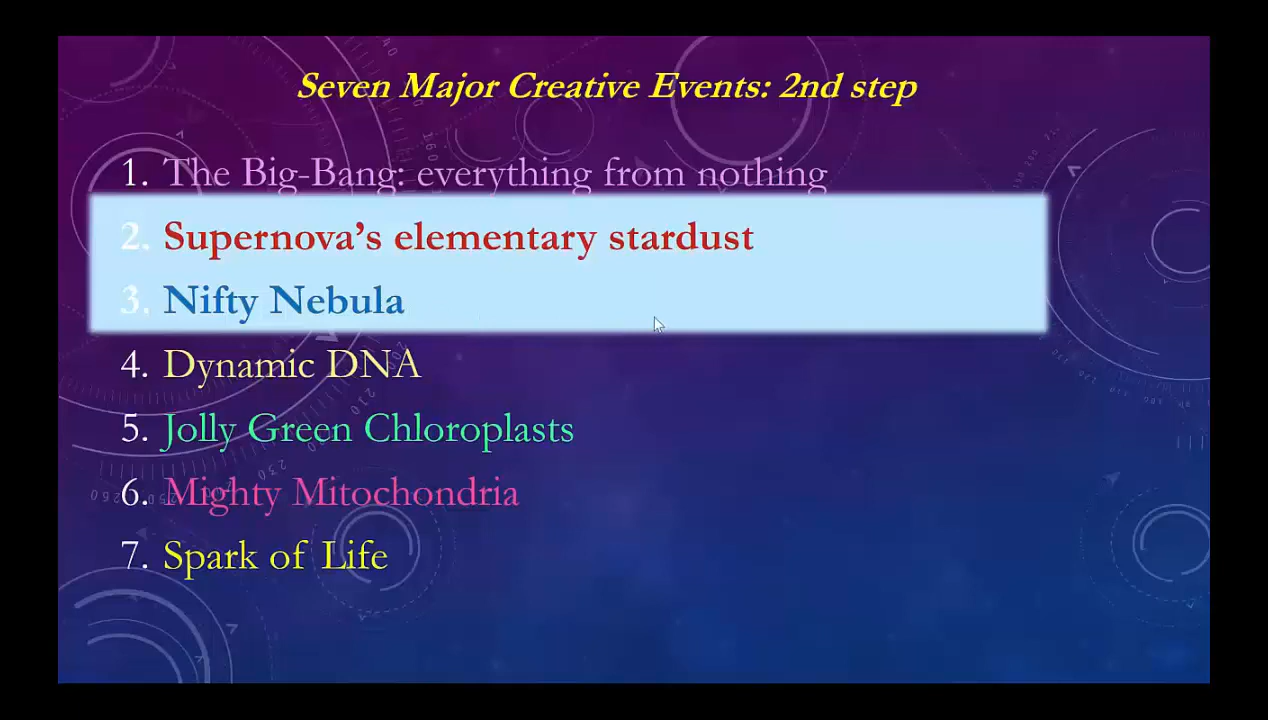 Seven Major Creative Events: 2nd step
1. The Big-Bang: everything from nothing
2. Supernova’s elementary stardust
3. Nifty Nebula
4. Dynamic DNA
5. Jolly Green Chloroplasts
6. Mighty Mitochondria
7. Spark of Life